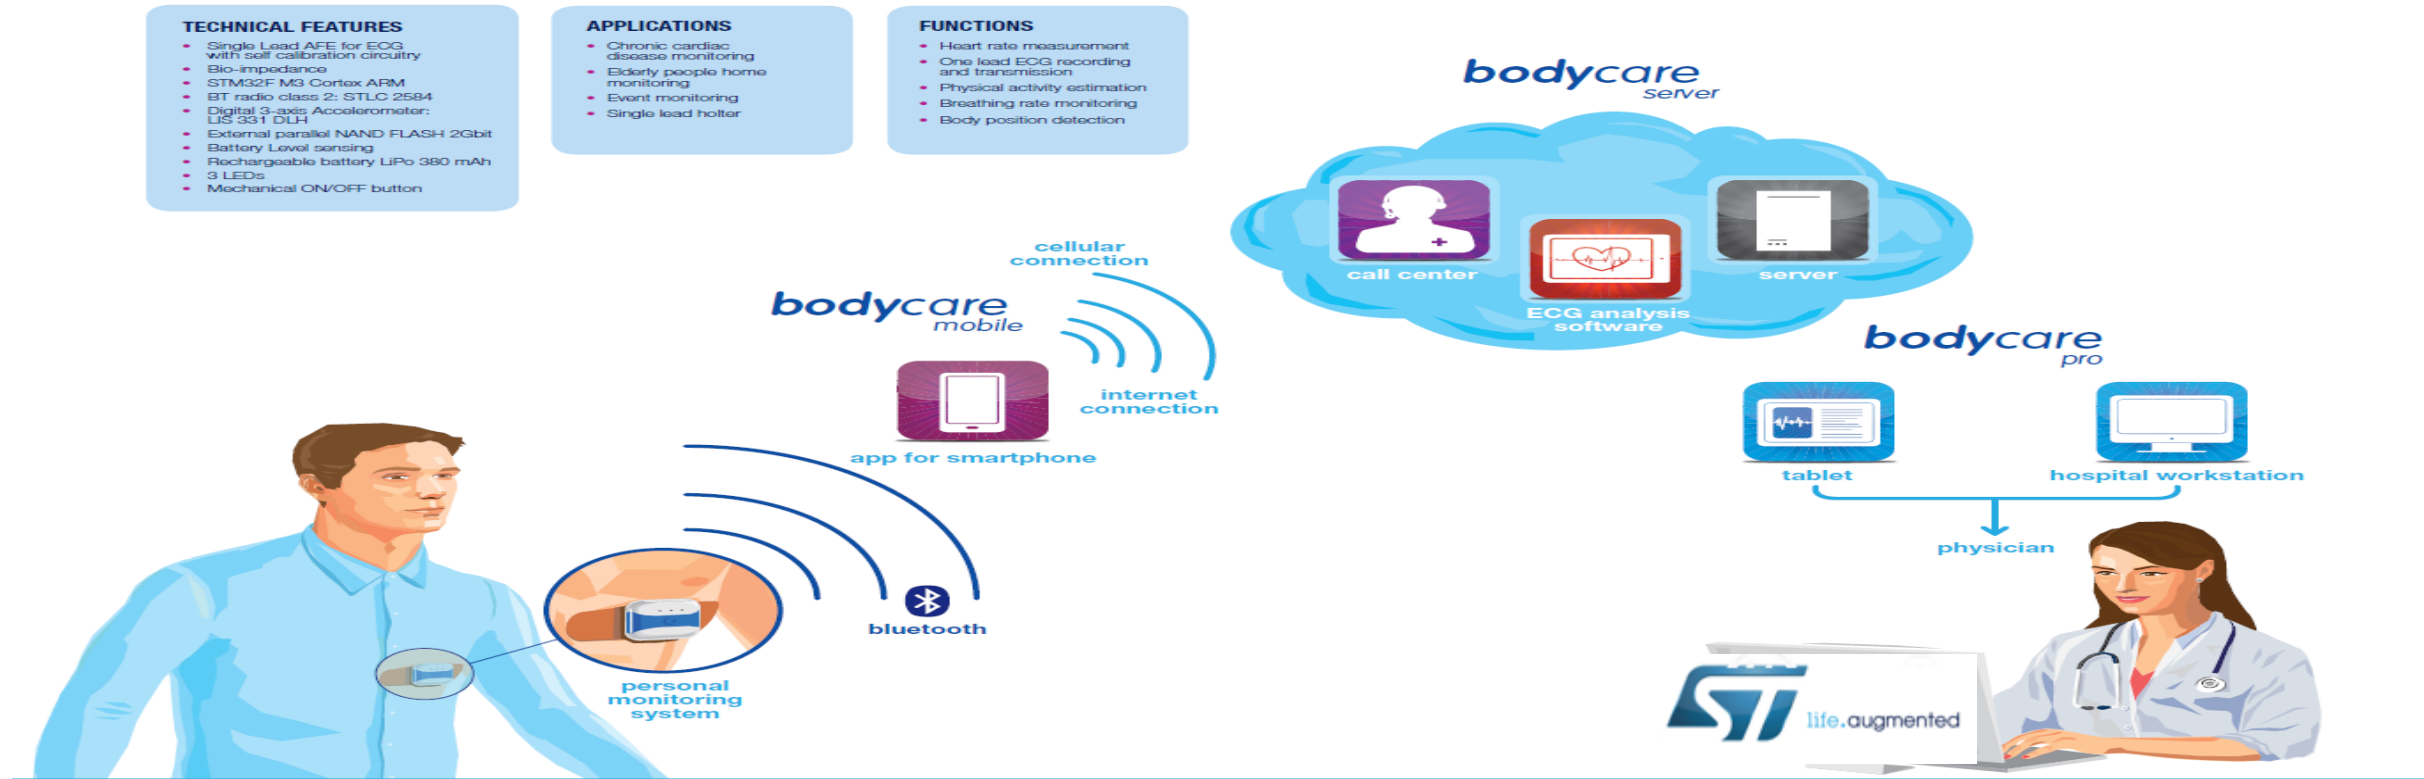 TECHNICAL FEATURES
• Single Lead AFE for ECG
with self calibration circuitry
• Bio-impedance
• STM32F M3 Cortex ARM
• BT radio class 2: STLC 2584
• Digital 3-axis Accelerometer:
LIS 331 DLH
• External parallel NAND FLASH 2Gbit
• Battery Level sensing
• Rechargeable battery LiPo 380 mAh
• 3 LEDs
• Mechanical ON/OFF button
APPLICATIONS
• Chronic cardiac
disease monitoring
• Elderly people home
monitoring
• Event monitoring
• Single lead holter
FUNCTIONS
• Heart rate measurement
• One lead ECG recording
and transmission
• Physical activity estimation
• Breathing rate monitoring
• Body position detection
bodycare
server
call center
ECG analysis
software
server
cellular
connection
bodycare
mobile
internet
connection
app for smartphone
bluetooth
personal
monitoring
system
bodycare
pro
tablet
hospital workstation
physician
ST
life.augmented